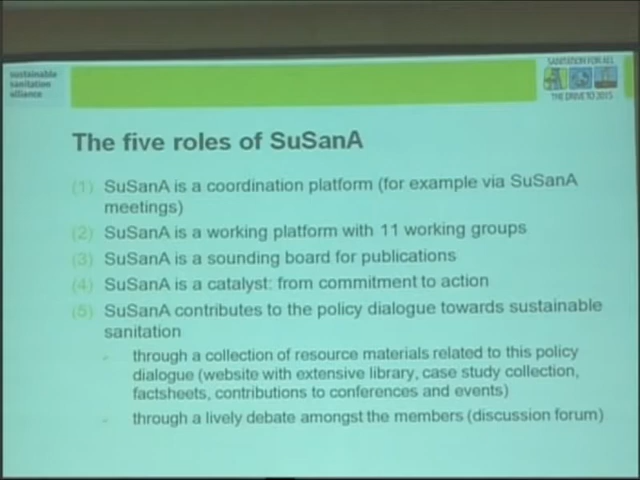 sustainable
sanitation
alliance
SANITATION FOR ALL
THE DRIVE TO 2015
The five roles of SuSanA
(1) SuSanA is a coordination platform (for example via SuSanA
meetings)
(2) SuSanA is a working platform with 11 working groups
(3) SuSanA is a sounding board for publications
(4) SuSanA is a catalyst: from commitment to action
(5) SuSanA contributes to the policy dialogue towards sustainable
sanitation
- through a collection of resource materials related to this policy
dialogue (website with extensive library, case study collection,
factsheets, contributions to conferences and events)
- through a lively debate amongst the members (discussion forum)